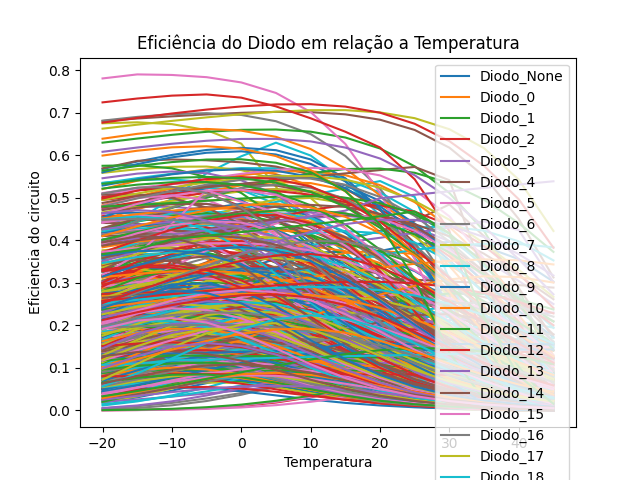 Eficiência do Diodo em relação a Temperatura
0.8
0.7
0.6
0.5
0.4
0.3
0.2
0.1
0.0
Eficiencia do circuito
−20
−10
0
10
20
30
40
Temperatura
Diodo_None
Diodo_0
Diodo_1
Diodo_2
Diodo_3
Diodo_4
Diodo_5
Diodo_6
Diodo_7
Diodo_8
Diodo_9
Diodo_10
Diodo_11
Diodo_12
Diodo_13
Diodo_14
Diodo_15
Diodo_16
Diodo_17
Diodo_18